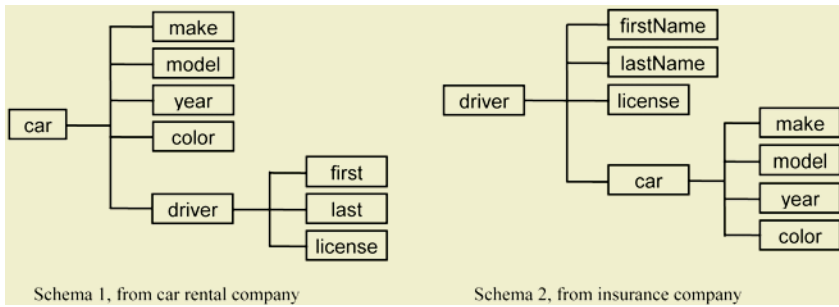 make
model
year
color
car
driver
first
last
license
Schema 1, from car rental company
firstName
lastName
license
driver
car
make
model
year
color
Schema 2, from insurance company